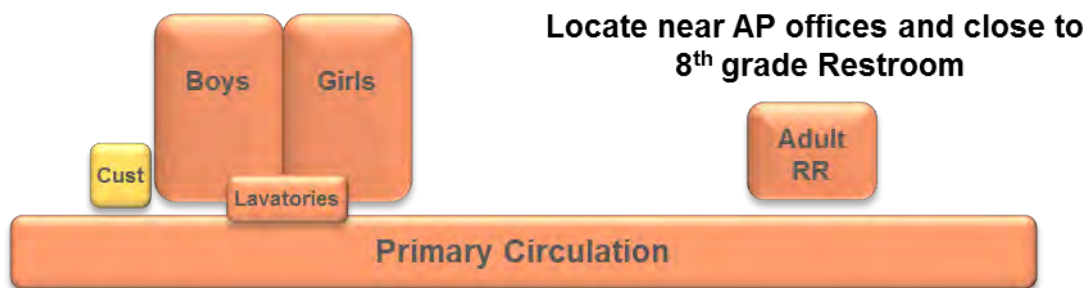 Locate near AP offices and close to
8th grade Restroom
Boys
Girls
Adult
RR
Cust
Lavatories
Primary Circulation